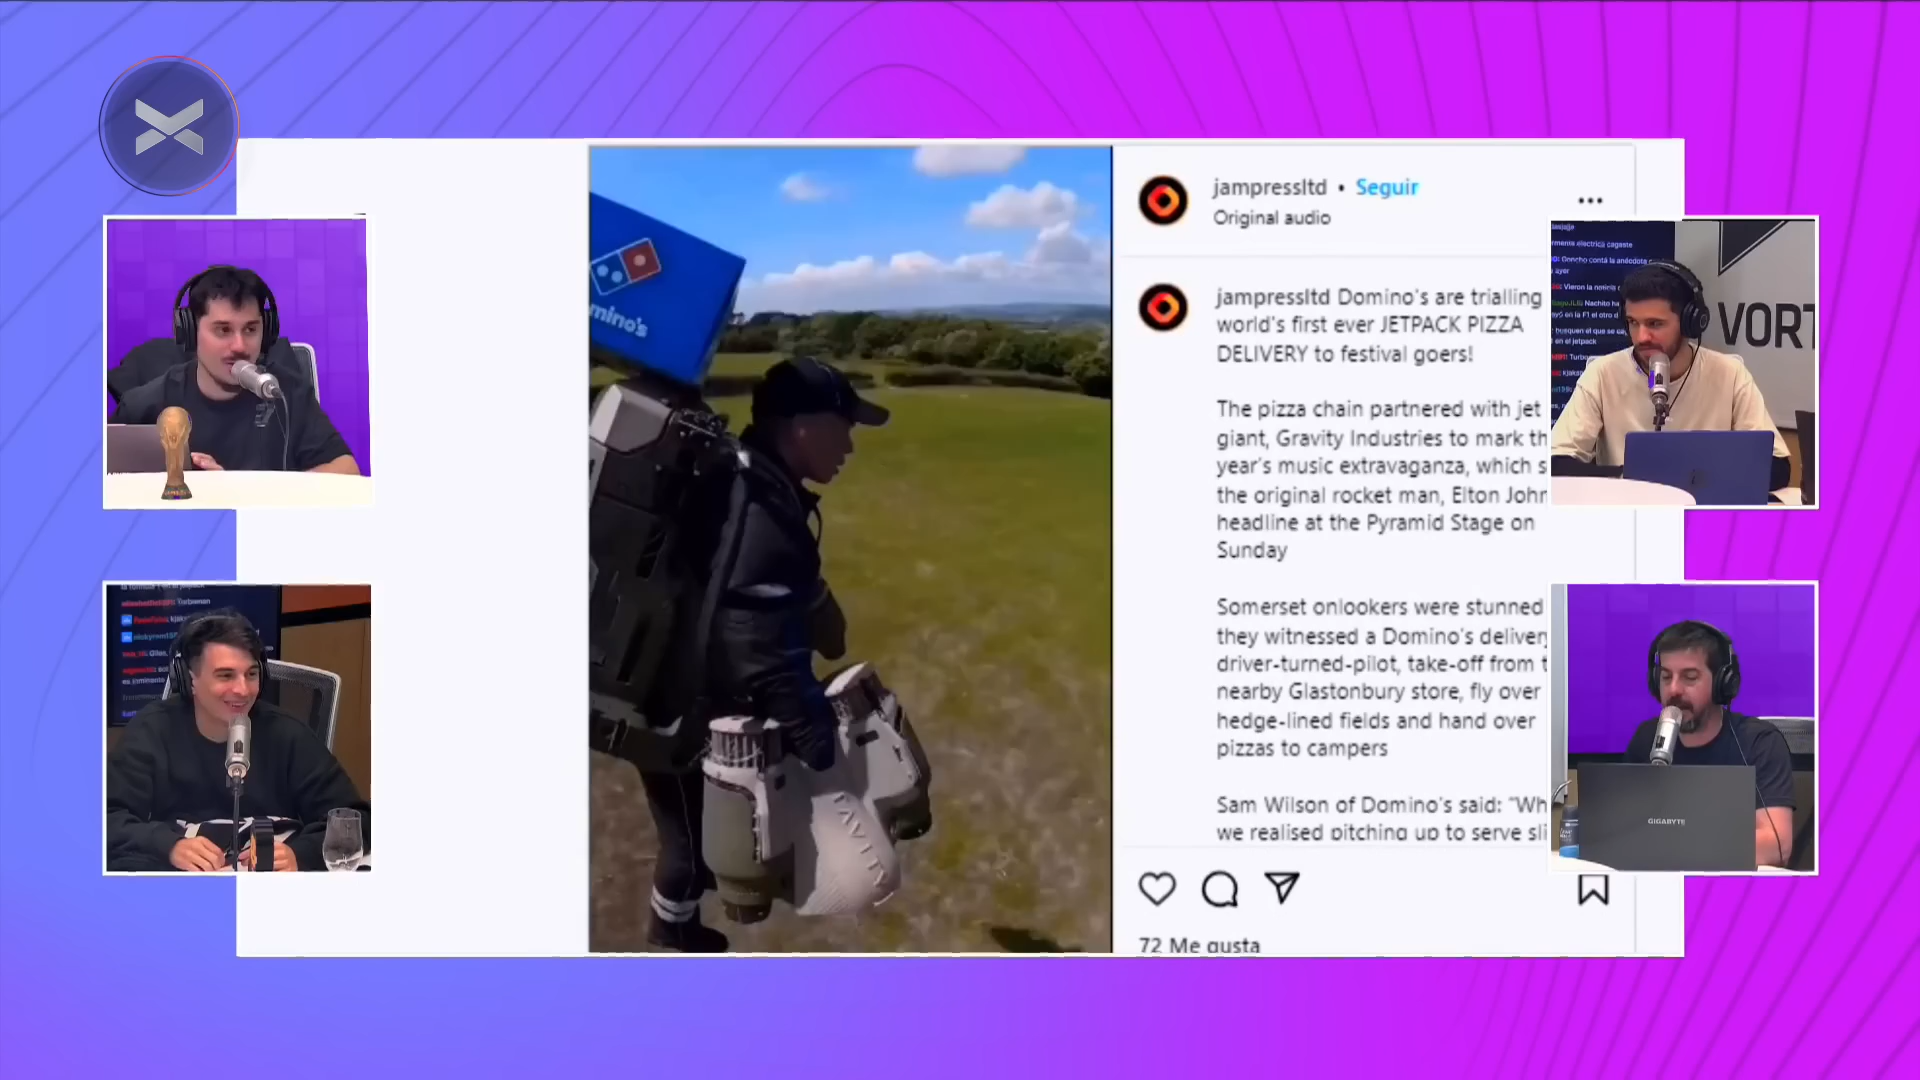 jampressltd • Seguir
Original audio
jampressltd Domino's are trialling
world's first ever JETPACK PIZZA
DELIVERY to festival goers!
The pizza chain partnered with jet
giant, Gravity Industries to mark th
year's music extravaganza, which s
the original rocket man, Elton John
headline at the Pyramid Stage on
Sunday
Somerset onlookers were stunned
they witnessed a Domino's delivery
driver-turned-pilot, take-off from t
nearby Glastonbury store, fly over
hedge-lined fields and hand over
pizzas to campers
Sam Wilson of Domino's said: "Wh
we realised pitching up to serve sli
72 Me gusta
mino's
VORT
GIGABYTE